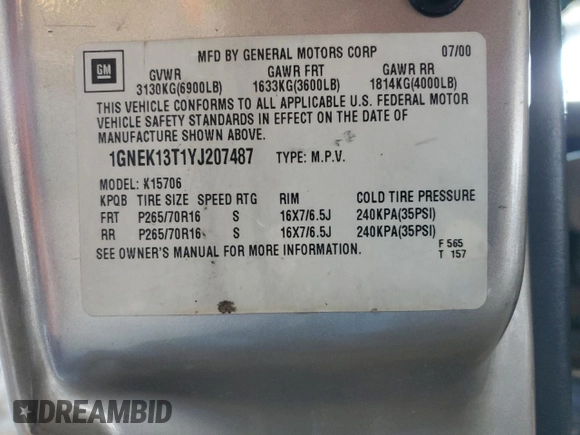 GM
MFD BY GENERAL MOTORS CORP 07/00
GVWR GAWR FRT GAWR RR
3130KG(6900LB) 1633KG(3600LB) 1814KG(4000LB)
THIS VEHICLE CONFORMS TO ALL APPLICABLE U.S. FEDERAL MOTOR
VEHICLE SAFETY STANDARDS IN EFFECT ON THE DATE OF
MANUFACTURE SHOWN ABOVE.
1GNEK13T1YJ207487 TYPE: M.P.V.
MODEL: K15706
KPQB TIRE SIZE SPEED RTG RIM COLD TIRE PRESSURE
FRT P265/70R16 S 16X7/6.5J 240KPA(35PSI)
RR P265/70R16 S 16X7/6.5J 240KPA(35PSI)
SEE OWNER'S MANUAL FOR MORE INFORMATION.
F 565
T 157
DREAMBID